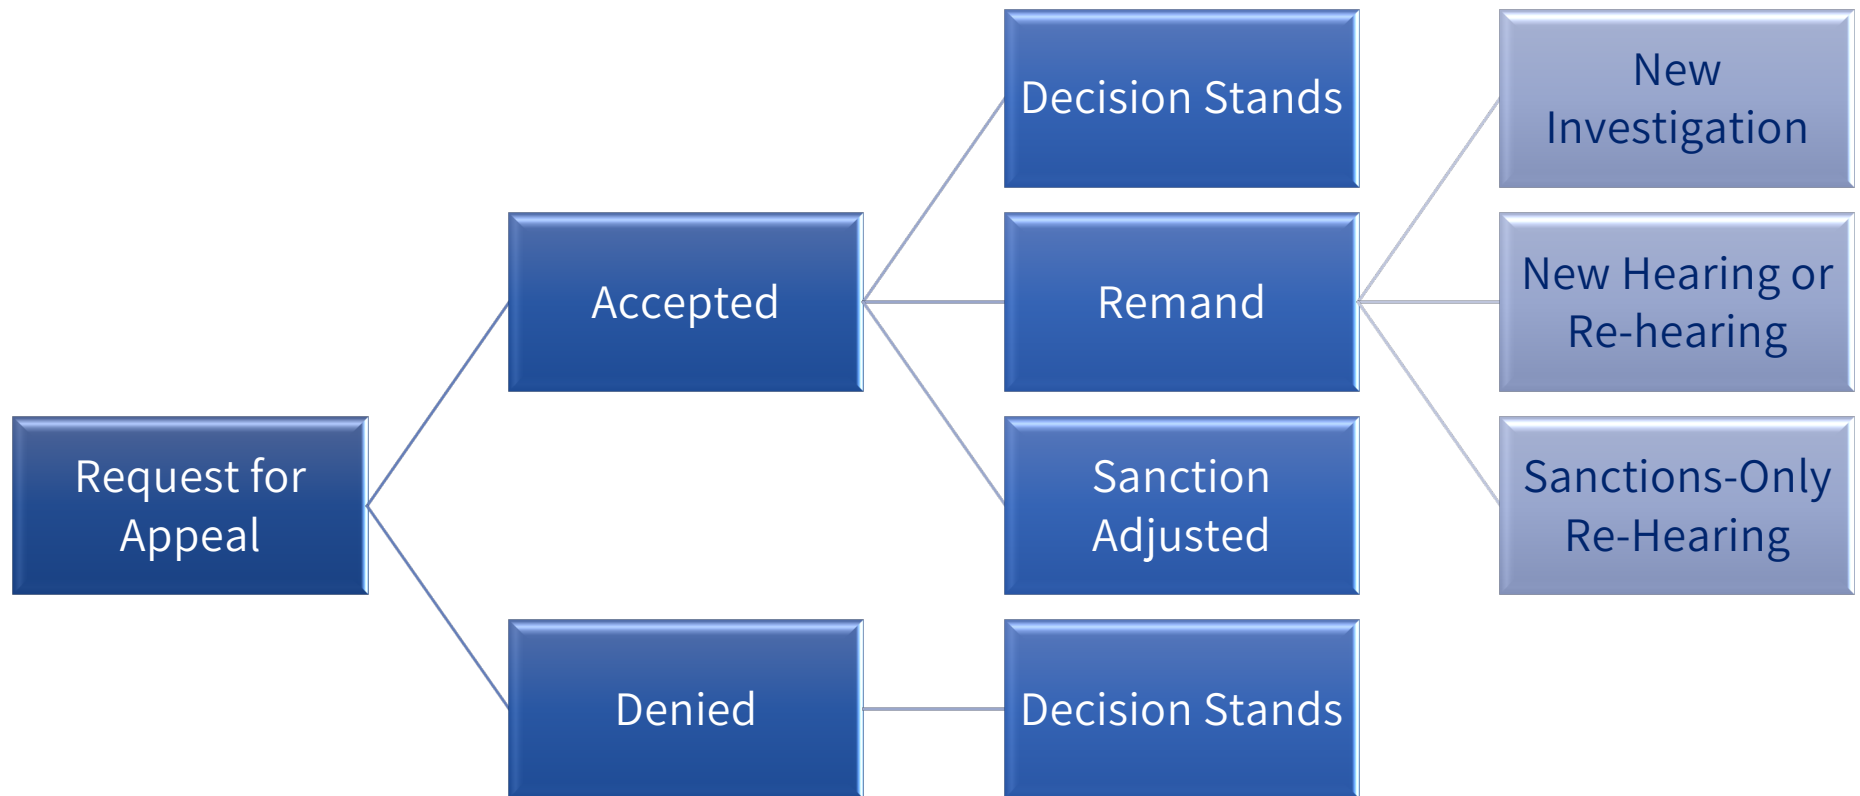 Request for
Appeal
Accepted
Decision Stands
Remand
New
Investigation
New Hearing or
Re-hearing
Sanctions-Only
Re-Hearing
Sanction
Adjusted
Denied
Decision Stands